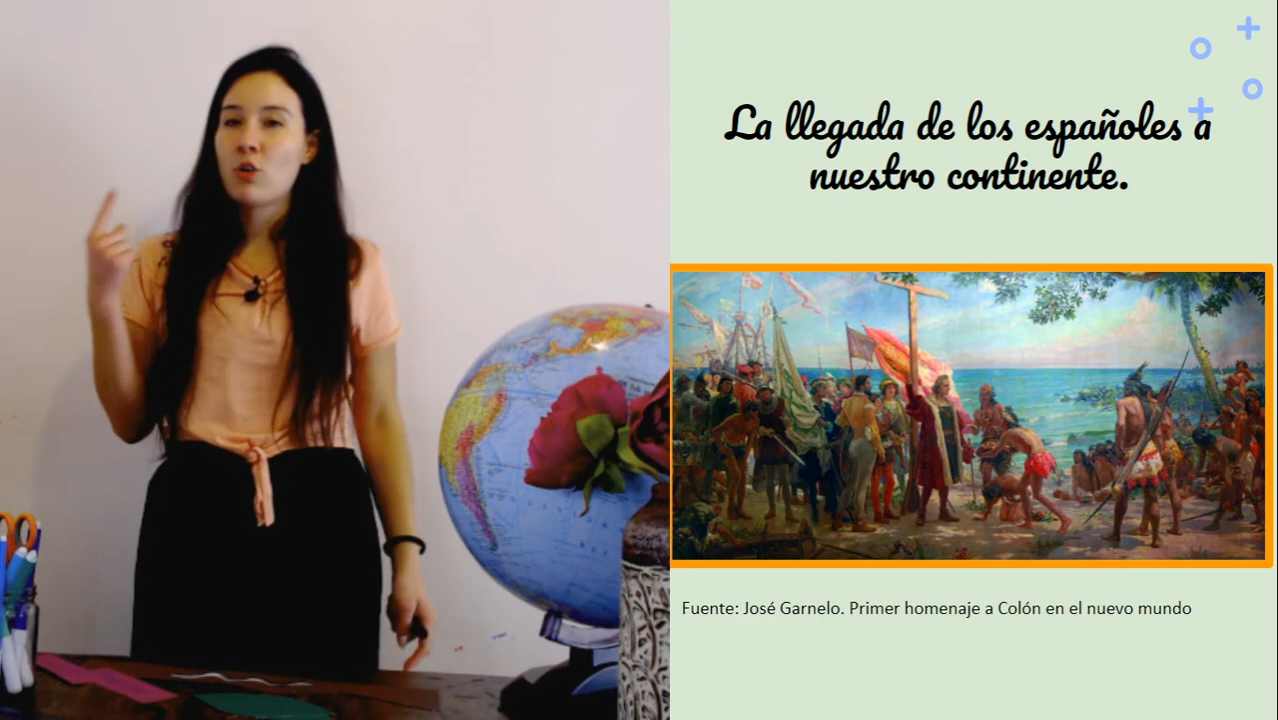 La llegada de los españoles a
nuestro continente.
Fuente: José Garnelo. Primer homenaje a Colón en el nuevo mundo